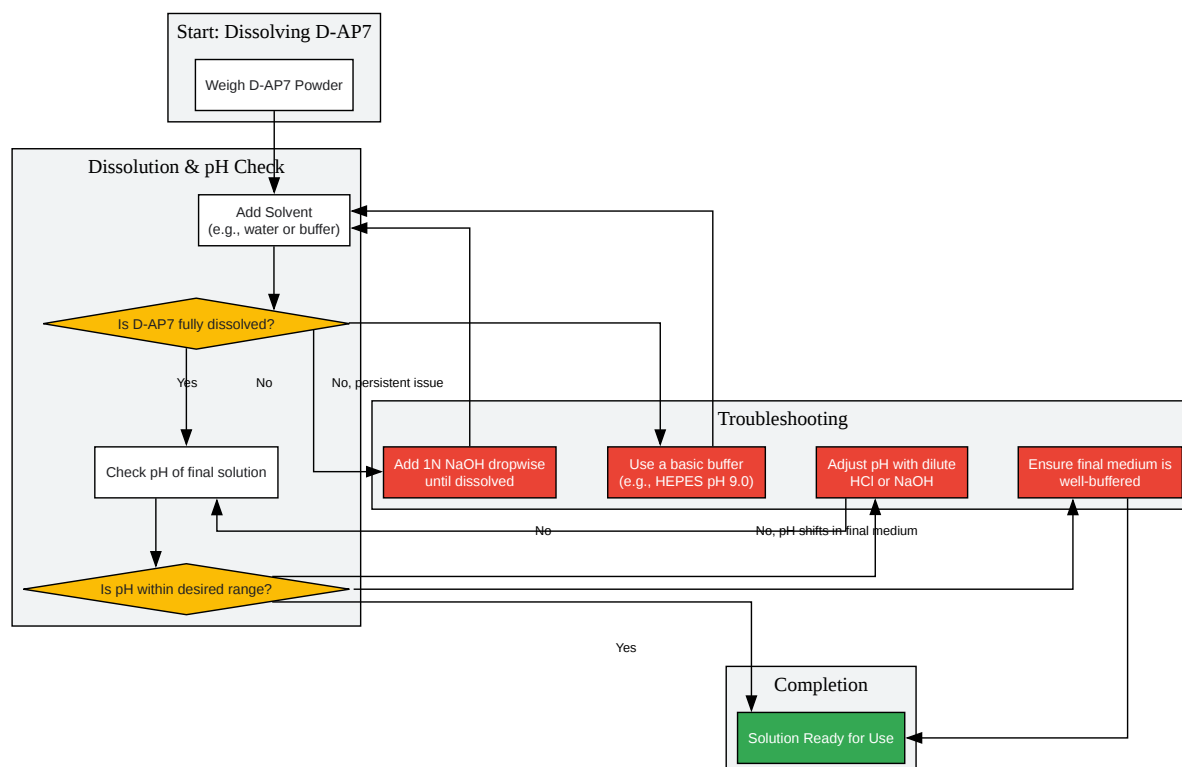 Start: Dissolving D-AP7
Weigh D-AP7 Powder
Dissolution & pH Check
Add Solvent
(e.g., water or buffer)
Is D-AP7 fully dissolved?
Yes
No
No, persistent issue
Troubleshooting
Check pH of final solution
Add 1N NaOH dropwise
until dissolved
Use a basic buffer
(e.g., HEPES pH 9.0)
Adjust pH with dilute
HCl or NaOH
Ensure final medium is
well-buffered
No
No, pH shifts in final medium
Is pH within desired range?
Yes
Completion
Solution Ready for Use